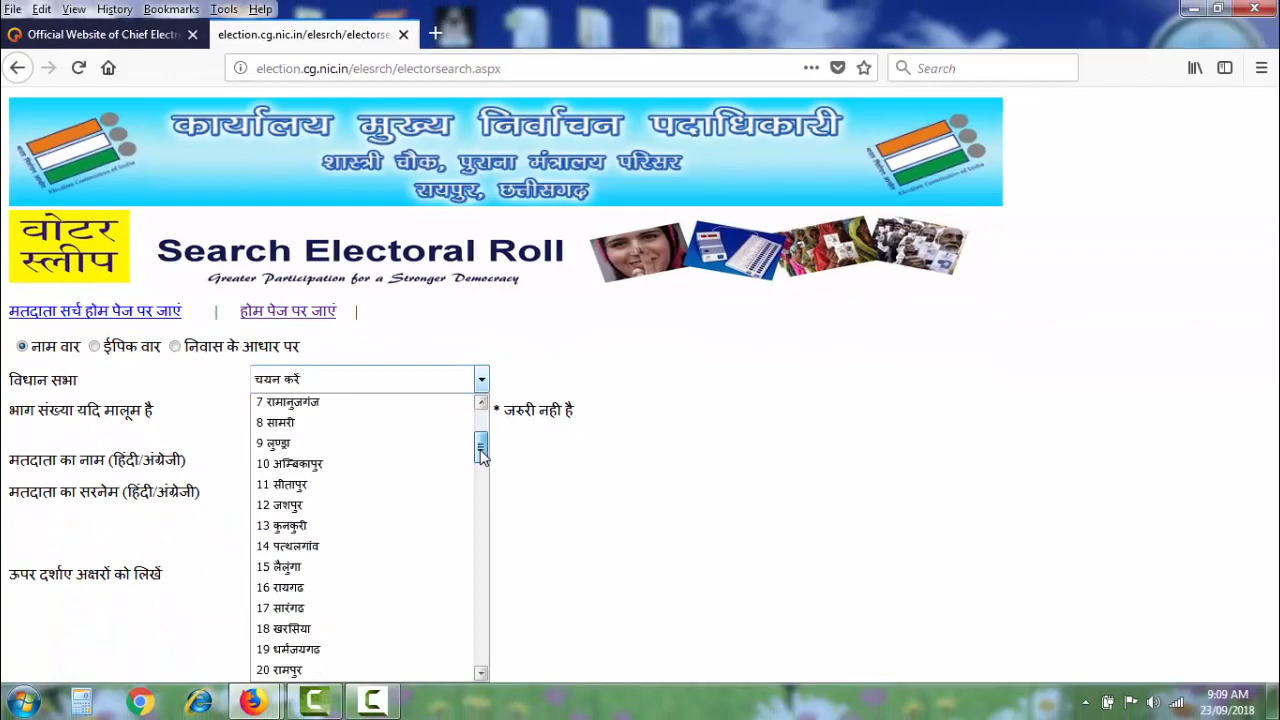 File Edit View History Bookmarks Tools Help
Official Website of Chief Electr
election.cg.nic.in/elesrch/electorse
election.cg.nic.in/elesrch/electorsearch.aspx
Search
कार्यालय मुख्य निर्वाचन पदाधिकारी
शास्त्री चौक, पुराना मंत्रालय परिसर
रायपुर, छत्तीसगढ़
वोटर
स्लीप
Search Electoral Roll
Greater Participation for a Stronger Democracy
मतदाता सर्च होम पेज पर जाएं | होम पेज पर जाएं |
नाम वार ईपिक वार निवास के आधार पर
विधान सभा चयन करें
भाग संख्या यदि मालूम है * जरुरी नही है
मतदाता का नाम (हिंदी/अंग्रेजी)
मतदाता का सरनेम (हिंदी/अंग्रेजी)
ऊपर दर्शाए अक्षरों को लिखें
7 रामानुजगंज
8 सामरी
9 लुण्ड्रा
10 अम्बिकापुर
11 सीतापुर
12 जशपुर
13 कुनकुरी
14 पत्थलगांव
15 लैलुंगा
16 रायगढ
17 सारंगढ
18 खरसिया
19 धर्मजयगढ
20 रामपुर
9:09 AM
23/09/2018